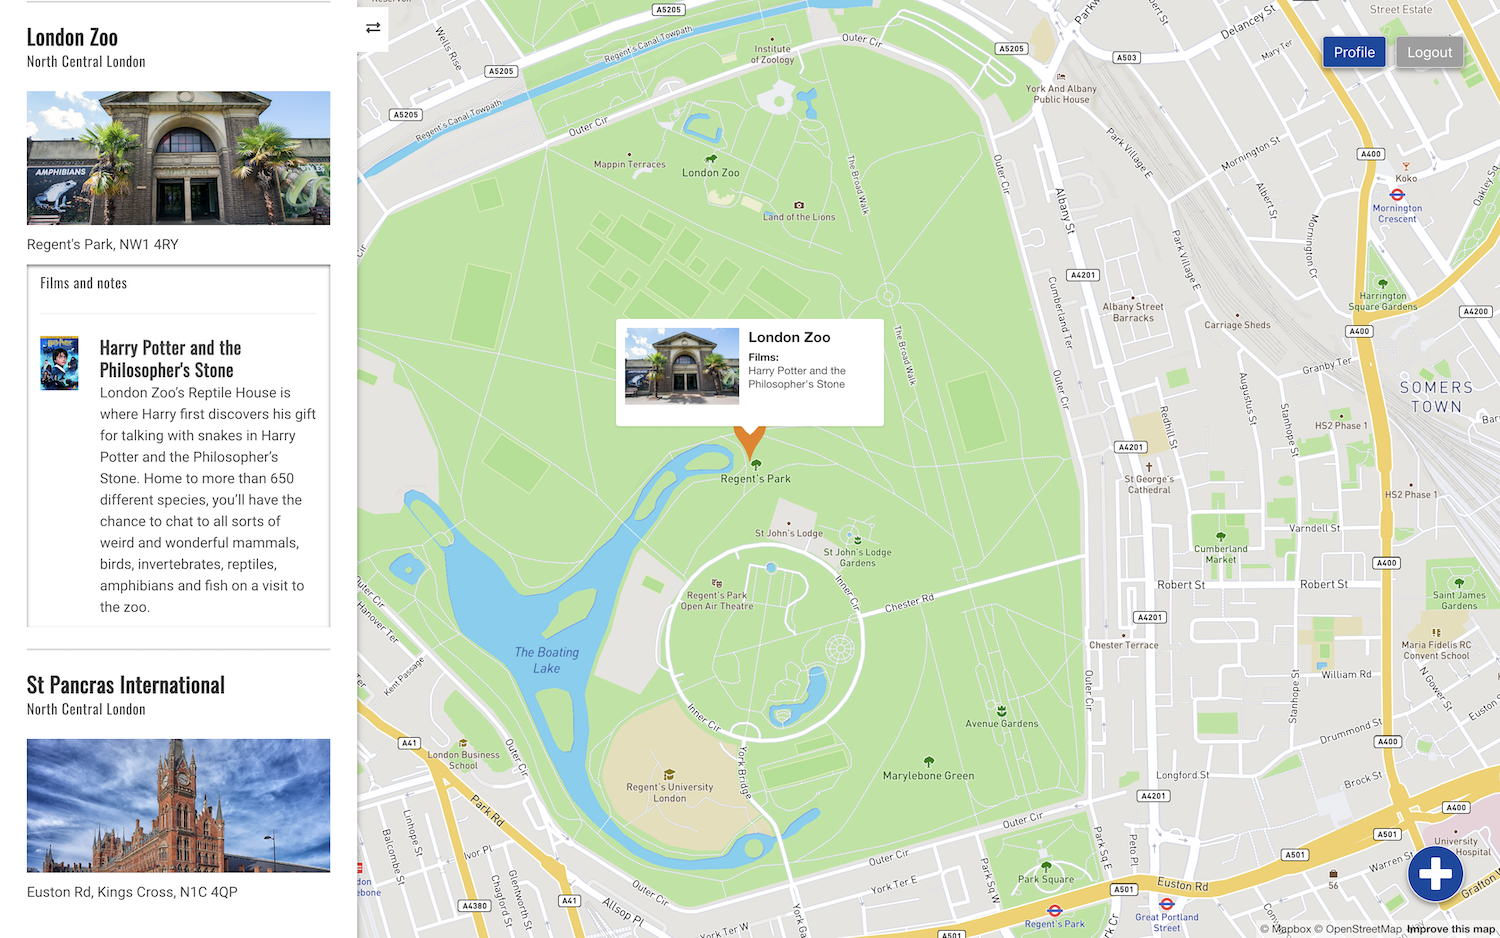 London Zoo
North Central London
AMPHIBIANS
Regent's Park, NW1 4RY
Films and notes
Harry Potter and the
Philosopher's Stone
London Zoo's Reptile House is
where Harry first discovers his gift
for talking with snakes in Harry
Potter and the Philosopher's
Stone. Home to more than 650
different species, you'll have the
chance to chat to all sorts of
weird and wonderful mammals,
birds, invertebrates, reptiles,
amphibians and fish on a visit to
the zoo.
St Pancras International
North Central London
Euston Rd, Kings Cross, N1C 4QP
Profile
Logout
London Zoo
Films:
Harry Potter and the
Philosopher's Stone
A5205
Wells Rise
A5205
A5205
Regent's Canal Towpath
Regent's Canal Towpath
Institute
of Zoology
Outer Cir
Outer Cir
A5205
A503
Delancey St
Street Estate
Mary Ter
York And Albany
Public House
Park Village E
Mornington St
A400
Koko
Mornington
Crescent
Oakley Sq
Albert St
Mornington Cr
Mappin Terraces
London Zoo
The Broad Walk
Land of the Lions
Outer Cir
Albany St
Park Village E
A4201
Cumberland Ter
Albany Street
Barracks
Carriage Sheds
Harrington
Square Gardens
A4200
A400
Granby Ter
The Broad Walk
Outer Cir
Augustus St
SOMERS
TOWN
Redhill St
Stanhope St
HS2 Phase 1
A4201
St George's
Cathedral
HS2 Phase 1
Regent's Park
St John's Lodge
St John's Lodge
Gardens
Varndell St
Cumberland
Market
A400
Robert St
Robert St
Saint James
Gardens
Regent's Park
Open Air Theatre
Inner Cir
Chester Rd
A4201
Chester Terrace
Maria Fidelis RC
Convent School
Outer Cir
Hanover Ter
The Boating
Lake
Kent Passage
William Rd
N Gower St
Outer Cir
Stanhope St
Inner Cir
Avenue Gardens
Drummond St
A400
A41
London Business
School
Outer Cir
York Bridge
Marylebone Green
Longford St
Brock St
Regent's University
London
A4201
A400
Park Rd
Outer Cir
A501
University
Hospital
Linhope St
Balcombe St
Ivor Pl
Outer Cir
Park Sq E
Peto Pl
A501
Warren St
Park Square
York Ter E
Park Sq W
A501
Euston Rd
56
Grafton
Chagford St
Glentworth St
A4380
A41
Allsop Pl
Outer Cir
York Ter W
Regent's Park
Great Portland
Street
A501
© Mapbox © OpenStreetMap Improve this map